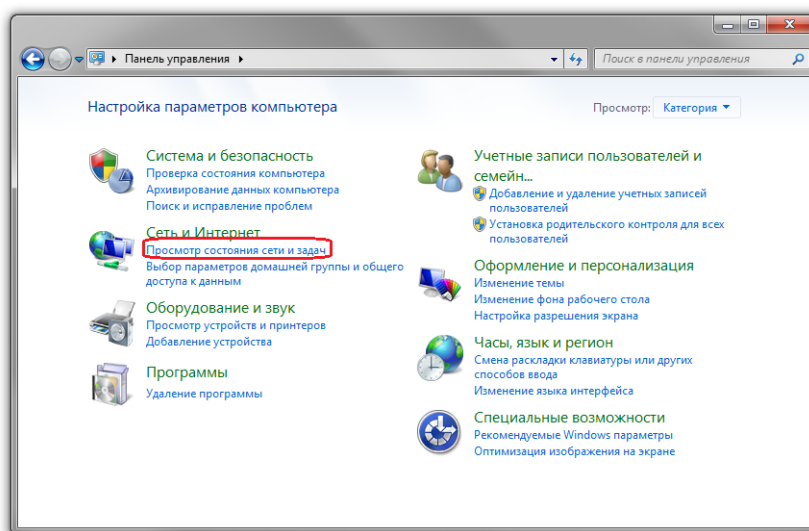 Панель управления
Поиск в панели управления
Настройка параметров компьютера
Просмотр: Категория
Система и безопасность
Проверка состояния компьютера
Архивирование данных компьютера
Поиск и исправление проблем
Сеть и Интернет
Просмотр состояния сети и задач
Выбор параметров домашней группы и общего
доступа к данным
Оборудование и звук
Просмотр устройств и принтеров
Добавление устройства
Программы
Удаление программы
Учетные записи пользователей и
семейн...
Добавление и удаление учетных записей
пользователей
Установка родительского контроля для всех
пользователей
Оформление и персонализация
Изменение темы
Изменение фона рабочего стола
Настройка разрешения экрана
Часы, язык и регион
Смена раскладки клавиатуры или других
способов ввода
Изменение языка интерфейса
Специальные возможности
Рекомендуемые Windows параметры
Оптимизация изображения на экране